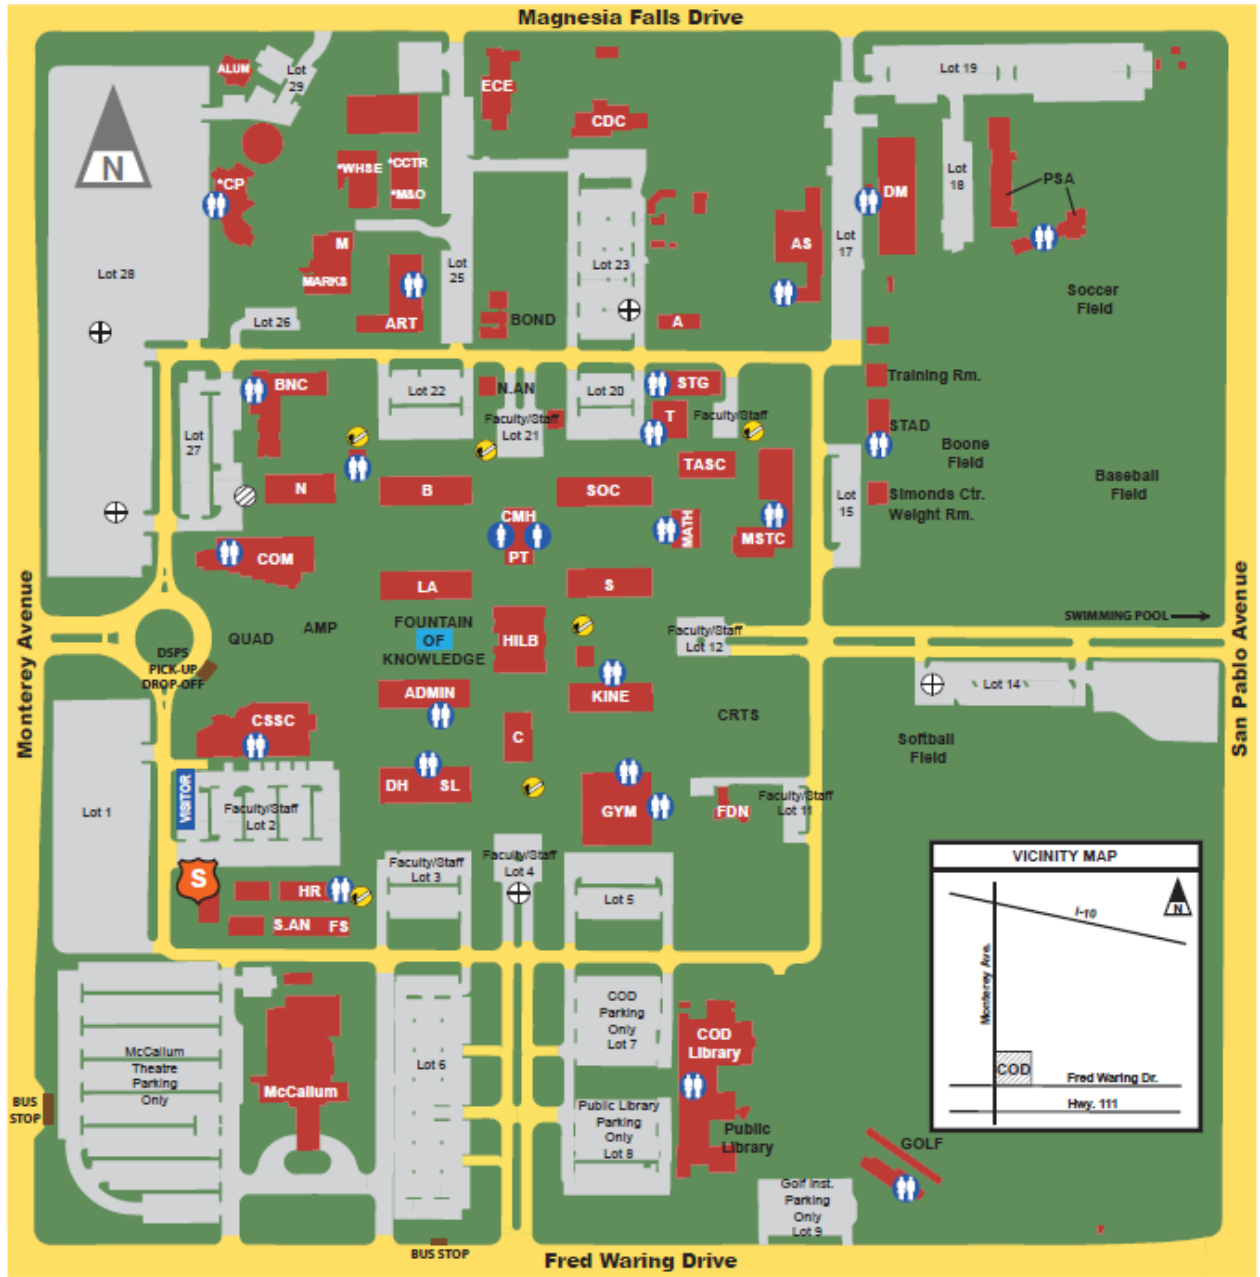 Magnesia Falls Drive
ALUM
Lot
29
ECE
CDC
Lot 19
N
*WHSE
*CCTR
*M&O
*CP
DM
Lot
18
PSA
M
MARKS
AS
Lot
17
Lot 28
Lot
25
Lot 23
Soccer
Field
Lot 26
ART
BOND
A
BNC
Lot 22
N.AN
Lot 20
STG
Training Rm.
Faculty/Staff
Lot 21
T
Faculty/Staff
STAD
Lot
27
Boone
Field
TASC
Baseball
Field
N
B
SOC
Lot
15
Simonds Ctr.
Weight Rm.
CMH
PT
MATH
MSTC
COM
LA
S
Monterey Avenue
San Pablo Avenue
SWIMMING POOL
QUAD
AMP
FOUNTAIN
OF
KNOWLEDGE
HILB
Faculty/Staff
Lot 12
DSPS
PICK-UP
DROP-OFF
ADMIN
KINE
Lot 14
CSSC
C
CRTS
Softball
Field
VISITOR
DH
SL
Lot 1
Faculty/Staff
Lot 2
GYM
FDN
Faculty/Staff
Lot 11
Faculty/Staff
Lot 3
Faculty/Staff
Lot 4
S
HR
Lot 5
S.AN
FS
VICINITY MAP
I-10
N
Monterey Ave.
COD
Fred Waring Dr.
Hwy. 111
COD
Parking
Only
Lot 7
COD
Library
McCallum
Theatre
Parking
Only
Lot 6
McCallum
BUS
STOP
Public Library
Parking
Only
Lot 8
Public
Library
GOLF
Golf Inst.
Parking
Only
Lot 9
BUS STOP
Fred Waring Drive